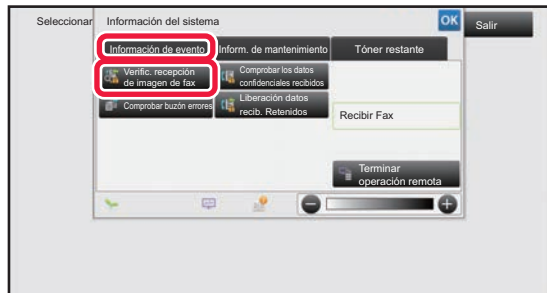 Seleccionar
Información del sistema
OK
Salir
Información de evento
Inform. de mantenimiento
Tóner restante
Verific. recepción
de imagen de fax
Comprobar los datos
confidenciales recibidos
Comprobar buzón errores
Liberación datos
recib. Retenidos
Recibir Fax
Terminar
operación remota